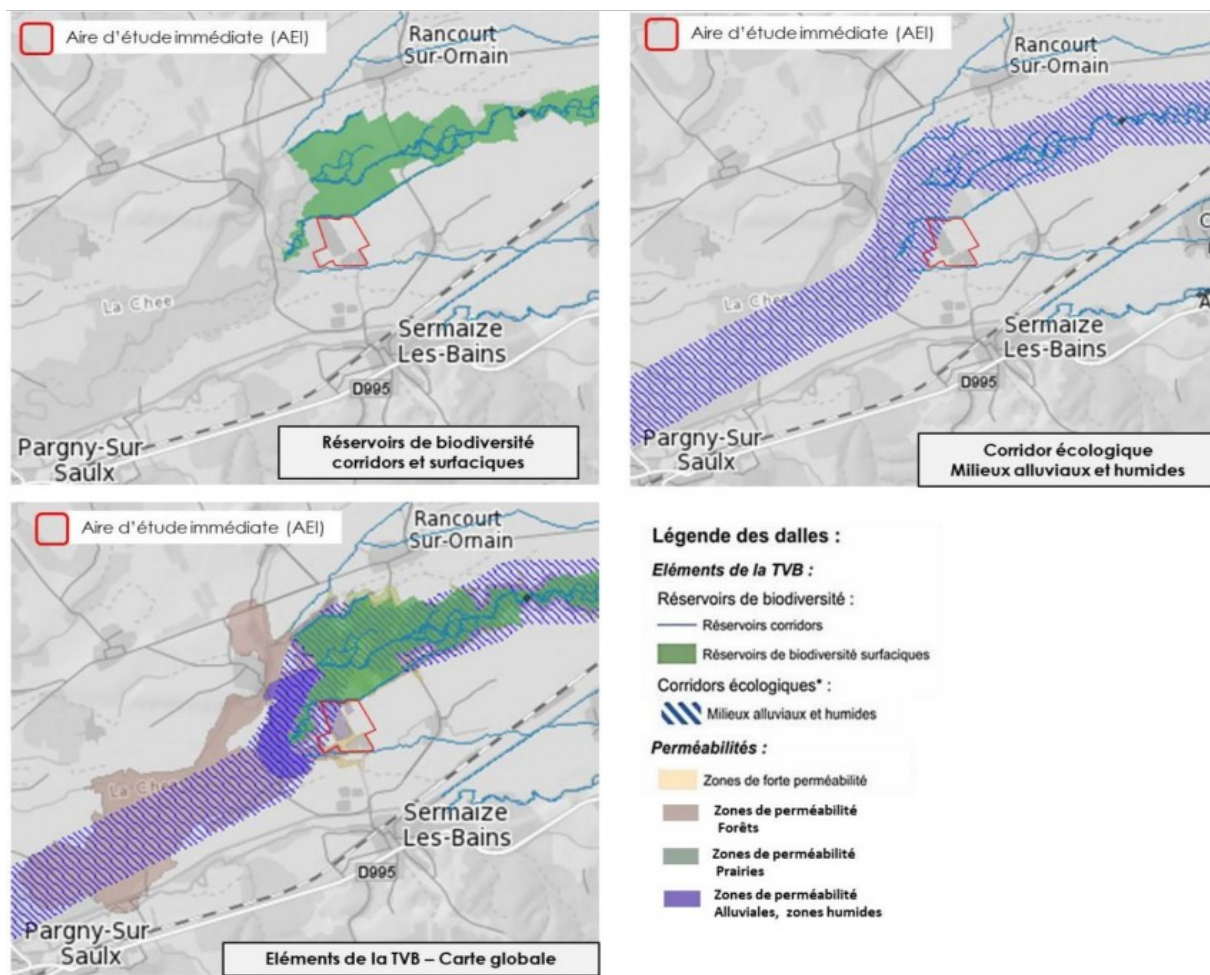 Aire d'étude immédiate (AEI)
Rancourt
Sur-Ornain
La Chee
Sermaize
Les-Bains
D995
Pargny-Sur
Saulx
Réservoirs de biodiversité
corridors et surfaciques
Aire d'étude immédiate (AEI)
Rancourt
Sur-Ornain
La Chee
Sermaize
Les-Bains
D995
Pargny-Sur
Saulx
Corridor écologique
Milieux alluviaux et humides
Aire d'étude immédiate (AEI)
Rancourt
Sur-Ornain
La Chee
Sermaize
Les-Bains
D995
Pargny-Sur
Saulx
Eléments de la TVB – Carte globale
Légende des dalles :
Eléments de la TVB :
Réservoirs de biodiversité :
Réservoirs corridors
Réservoirs de biodiversité surfaciques
Corridors écologiques* :
Milieux alluviaux et humides
Perméabilités :
Zones de forte perméabilité
Zones de perméabilité
Forêts
Zones de perméabilité
Prairies
Zones de perméabilité
Alluviales, zones humides